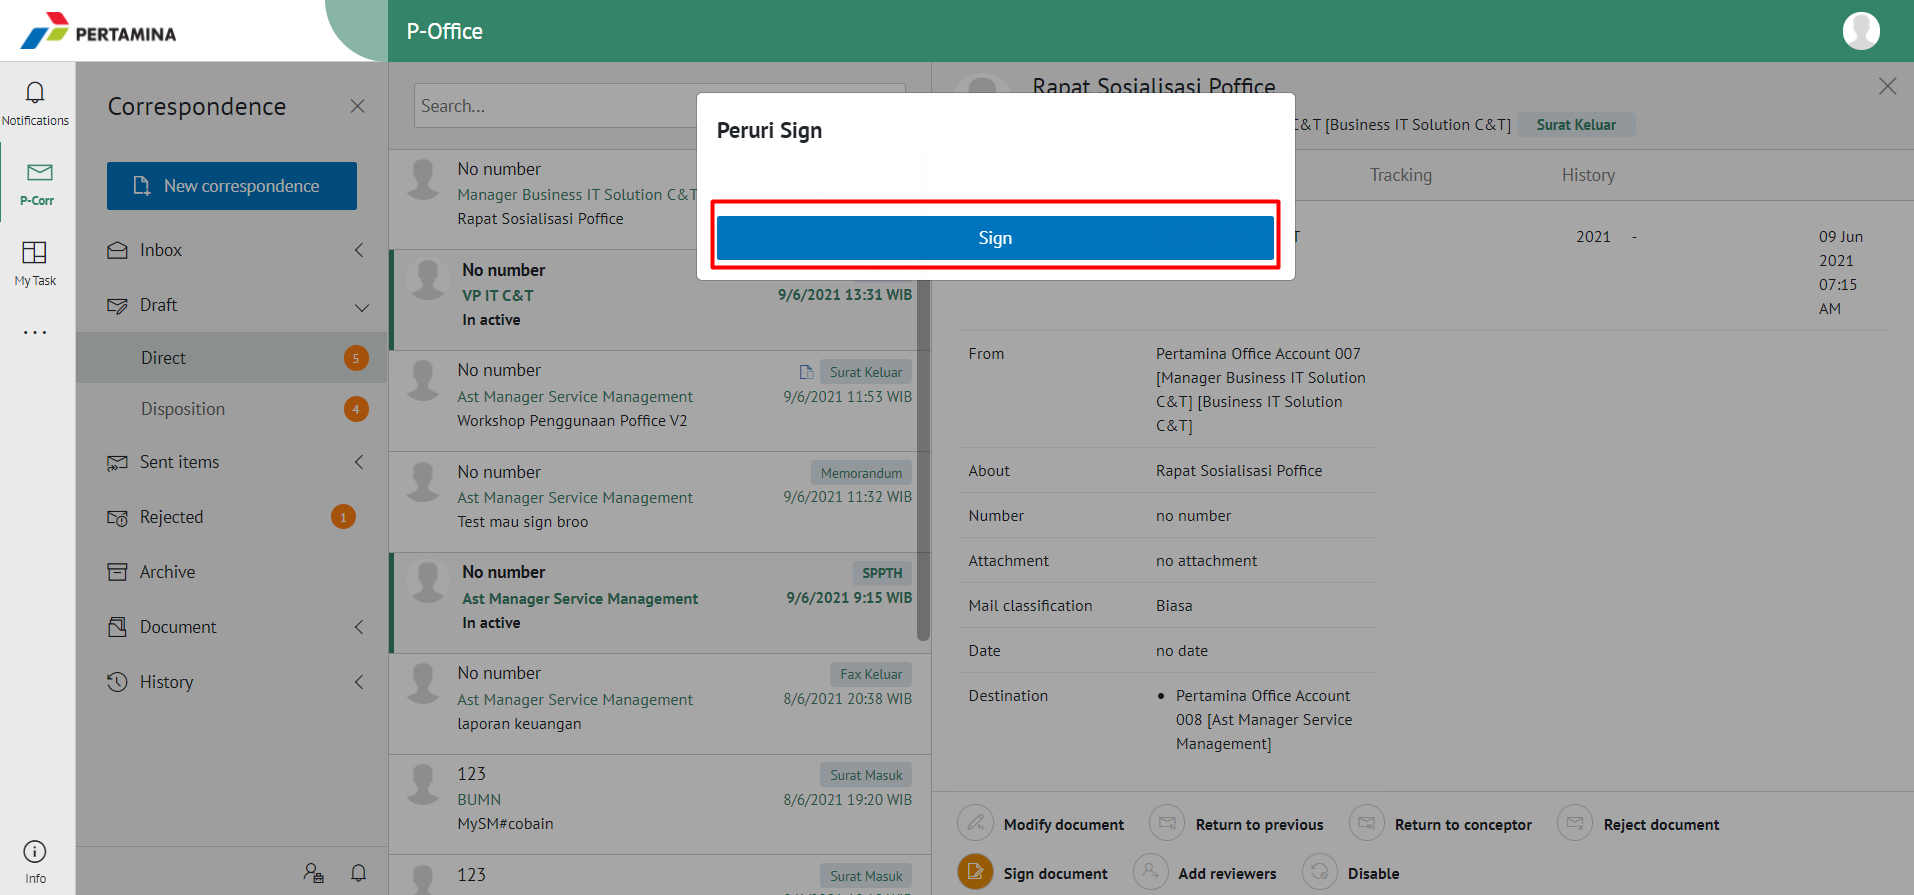 PERTAMINA
P-Office
Notifications
P-Corr
My Task
...
Info
Correspondence
New correspondence
Inbox
Draft
Direct 5
Disposition 4
Sent items
Rejected 1
Archive
Document
History
Search...
No number
Manager Business IT Solution C&T
Rapat Sosialisasi Poffice
No number
VP IT C&T 9/6/2021 13:31 WIB
In active
No number Surat Keluar
Ast Manager Service Management 9/6/2021 11:53 WIB
Workshop Penggunaan Poffice V2
No number Memorandum
Ast Manager Service Management 9/6/2021 11:32 WIB
Test mau sign broo
No number SPPTH
Ast Manager Service Management 9/6/2021 9:15 WIB
In active
No number Fax Keluar
Ast Manager Service Management 8/6/2021 20:38 WIB
laporan keuangan
123 Surat Masuk
BUMN 8/6/2021 19:20 WIB
MySM#cobain
123 Surat Masuk
Peruri Sign
Sign
Rapat Sosialisasi Poffice
C&T [Business IT Solution C&T] Surat Keluar
Tracking History
T 2021 - 09 Jun
2021
07:15
AM
From Pertamina Office Account 007
[Manager Business IT Solution
C&T] [Business IT Solution
C&T]
About Rapat Sosialisasi Poffice
Number no number
Attachment no attachment
Mail classification Biasa
Date no date
Destination • Pertamina Office Account
008 [Ast Manager Service
Management]
Modify document Return to previous Return to conceptor Reject document
Sign document Add reviewers Disable